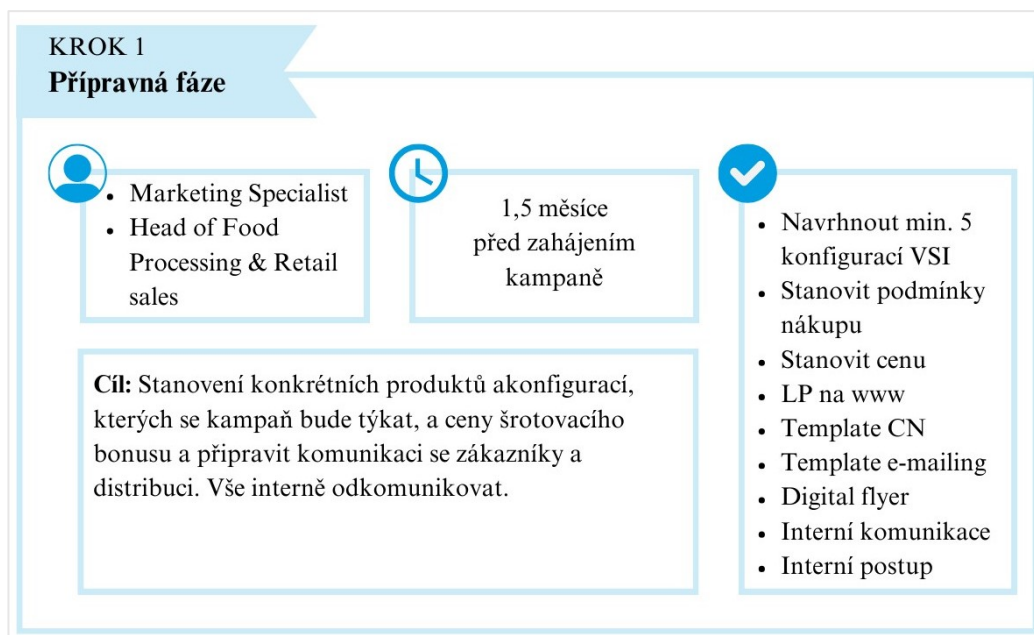 KROK 1
Přípravná fáze
• Marketing Specialist
• Head of Food
Processing & Retail
sales
1,5 měsíce
před zahájením
kampaně
• Navrhnout min. 5
konfigurací VSI
• Stanovit podmínky
nákupu
• Stanovit cenu
• LP na www
• Template CN
• Template e-mailing
• Digital flyer
• Interní komunikace
• Interní postup
Cíl: Stanovení konkrétních produktů akonfigurací,
kterých se kampaň bude týkat, a ceny šrotovacího
bonusu a připravit komunikaci se zákazníky a
distribuci. Vše interně odkomunikovat.